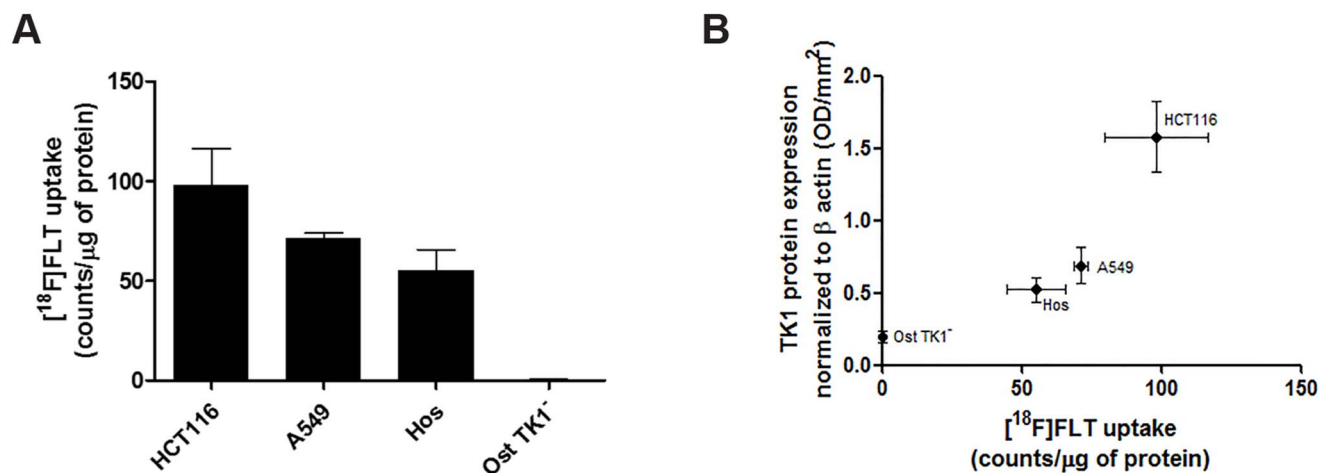 A
[¹⁸F]FLT uptake
(counts/µg of protein)
150
100
50
0
HCT116
A549
Hos
Ost TK1⁻
B
TK1 protein expression
normalized to β actin (OD/mm²)
2.0
1.5
1.0
0.5
0.0
HCT116
A549
Hos
Ost TK1⁻
0
50
100
150
[¹⁸F]FLT uptake
(counts/µg of protein)